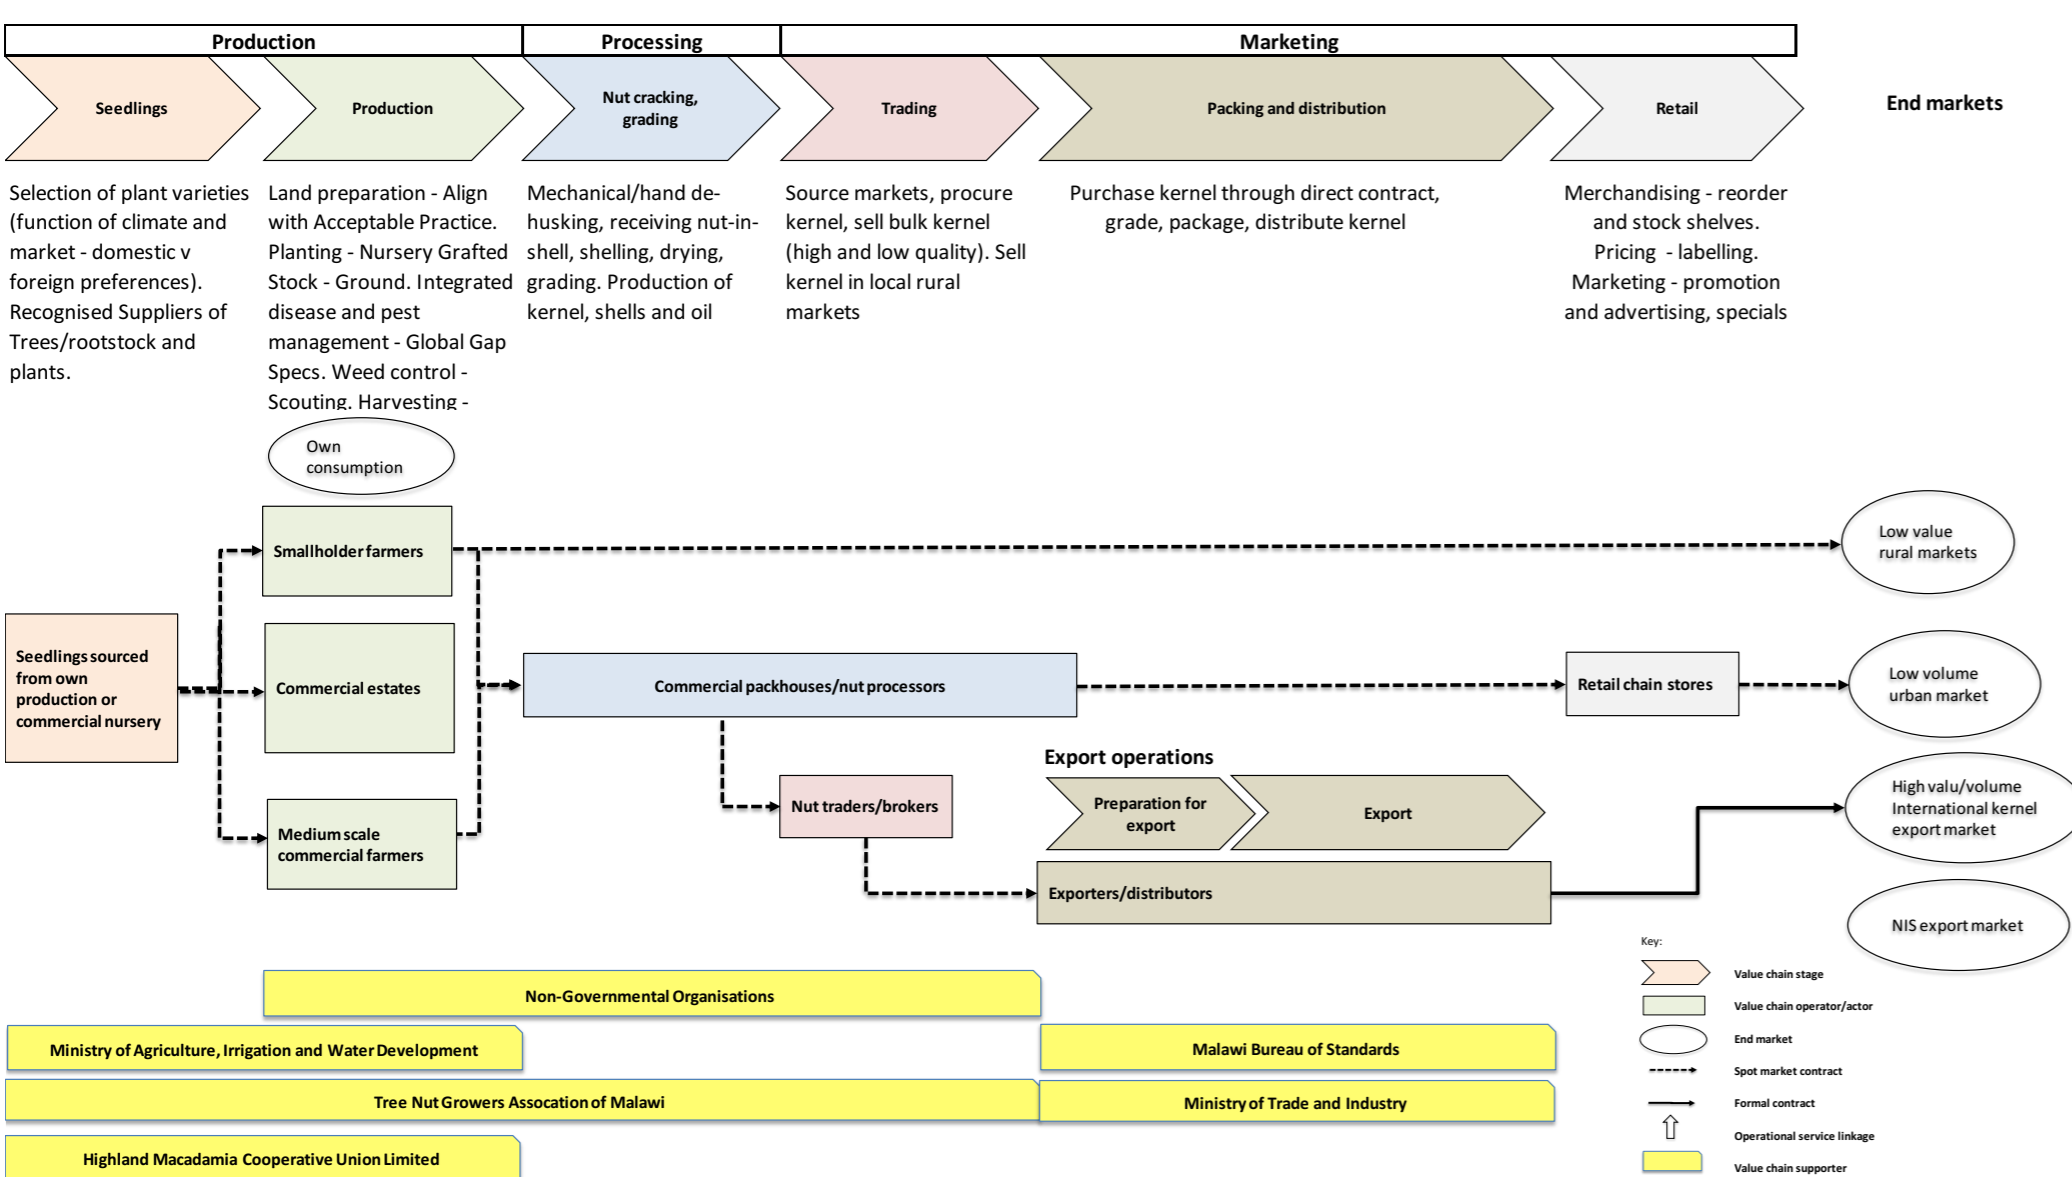 Production
Processing
Marketing
Seedlings
Production
Nut cracking,
grading
Trading
Packing and distribution
Retail
End markets
Selection of plant varieties
(function of climate and
market - domestic v
foreign preferences).
Recognised Suppliers of
Trees/rootstock and
plants.
Land preparation - Align
with Acceptable Practice.
Planting - Nursery Grafted
Stock - Ground. Integrated
disease and pest
management - Global Gap
Specs. Weed control -
Scouting. Harvesting -
Mechanical/hand de-
husking, receiving nut-in-
shell, shelling, drying,
grading. Production of
kernel, shells and oil
Source markets, procure
kernel, sell bulk kernel
(high and low quality). Sell
kernel in local rural
markets
Purchase kernel through direct contract,
grade, package, distribute kernel
Merchandising - reorder
and stock shelves.
Pricing - labelling.
Marketing - promotion
and advertising, specials
Own
consumption
Smallholder farmers
Low value
rural markets
Seedlings sourced
from own
production or
commercial nursery
Commercial estates
Commercial packhouses/nut processors
Retail chain stores
Low volume
urban market
Medium scale
commercial farmers
Nut traders/brokers
Export operations
Preparation for
export
Export
High valu/volume
International kernel
export market
Exporters/distributors
NIS export market
Non-Governmental Organisations
Ministry of Agriculture, Irrigation and Water Development
Malawi Bureau of Standards
Tree Nut Growers Assocation of Malawi
Ministry of Trade and Industry
Highland Macadamia Cooperative Union Limited
Key:
Value chain stage
Value chain operator/actor
End market
Spot market contract
Formal contract
Operational service linkage
Value chain supporter